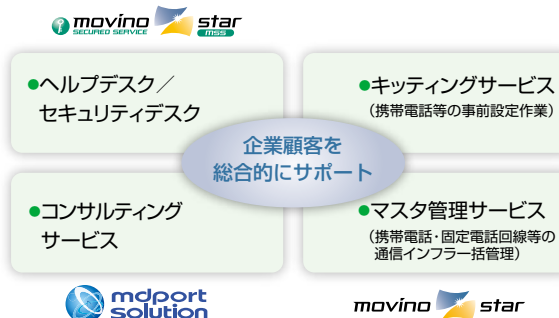 movino star
SECURED SERVICE mss
●ヘルプデスク／
セキュリティデスク
●キッティングサービス
（携帯電話等の事前設定作業）
企業顧客を
総合的にサポート
●コンサルティング
サービス
●マスタ管理サービス
（携帯電話・固定電話回線等の
通信インフラ一括管理）
mdport
solution
movino star